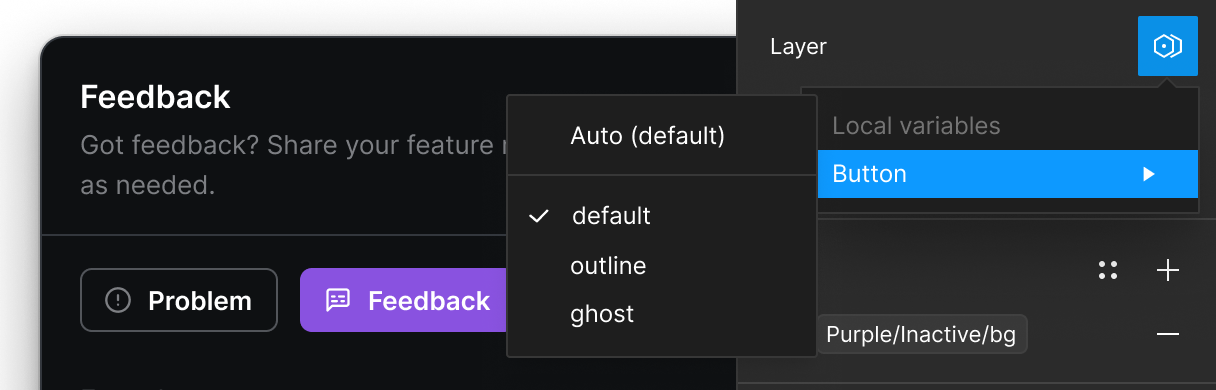 Layer
Feedback
Got feedback? Share your feature
as needed.
Auto (default)
Local variables
Button
default
outline
ghost
Problem
Feedback
Purple/Inactive/bg